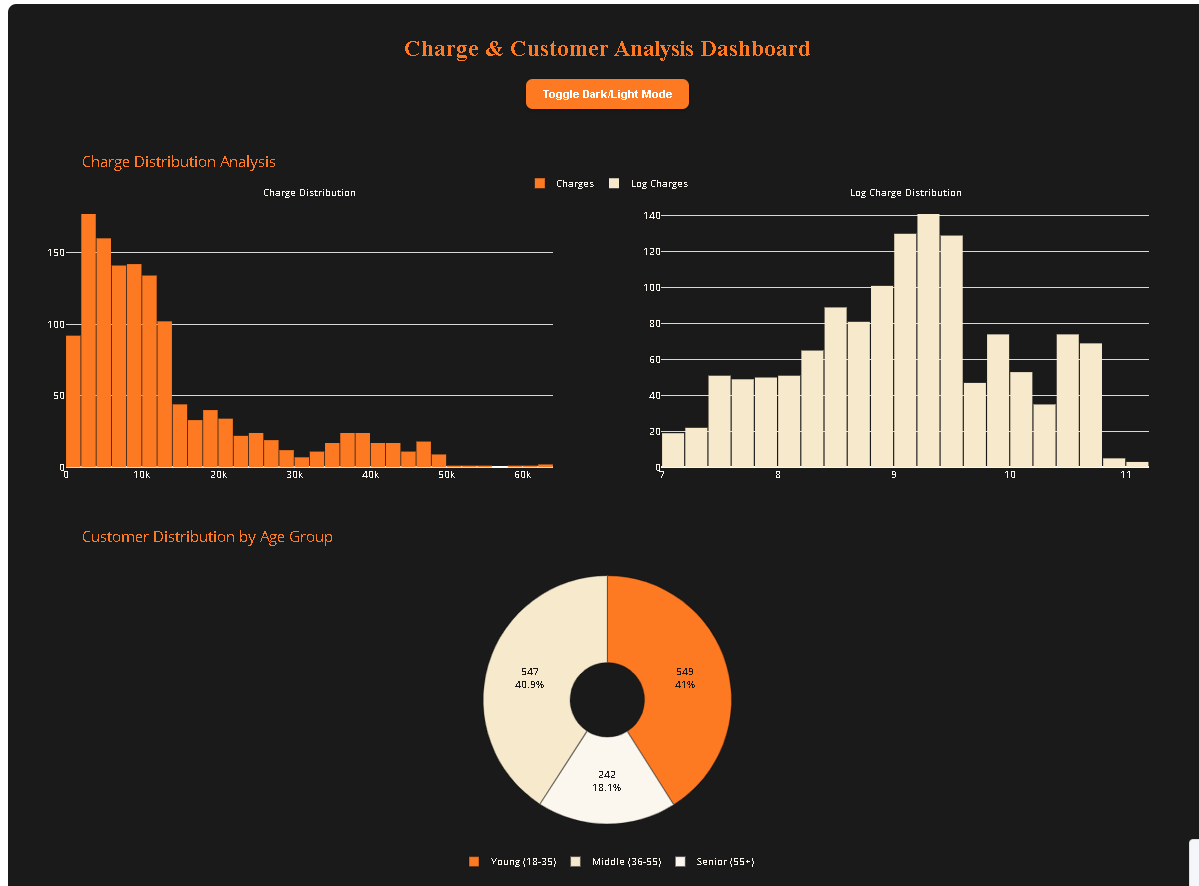 Charge & Customer Analysis Dashboard
Toggle Dark/Light Mode
Charge Distribution Analysis
Charges
Log Charges
Charge Distribution
Log Charge Distribution
150
100
50
0
0
10k
20k
30k
40k
50k
60k
140
120
100
80
60
40
20
0
7
8
9
10
11
Customer Distribution by Age Group
547
40.9%
549
41%
242
18.1%
Young (18-35)
Middle (36-55)
Senior (55+)